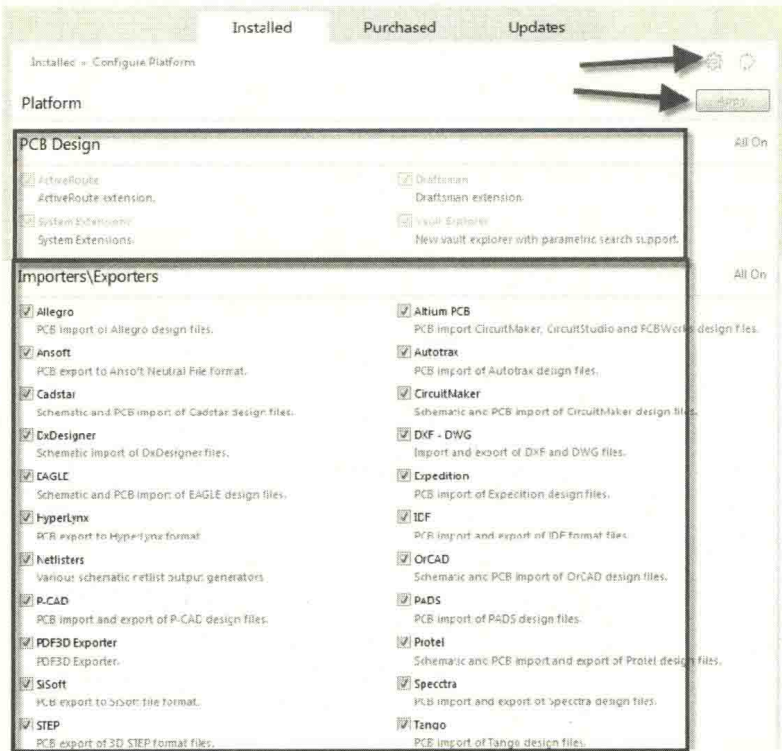 Installed Purchased Updates
Installed » Configure Platform
Platform
Apply
PCB Design All On
ActiveRoute Draftsman
ActiveRoute extension. Draftsman extension.
System Extensions Vault Explorer
System Extensions. New vault explorer with parametric search support.
Importers\Exporters All On
Allegro Altium PCB
PCB import of Allegro design files. PCB import CircuitMaker, CircuitStudio and PCBWorks design files.
Ansoft Autotrax
PCB export to Ansoft Neutral File format. PCB import of Autotrax design files.
Cadstar CircuitMaker
Schematic and PCB import of Cadstar design files. Schematic and PCB import of CircuitMaker design files.
DxDesigner DXF - DWG
Schematic import of DxDesigner files. Import and export of DXF and DWG files.
EAGLE Expedition
Schematic and PCB import of EAGLE design files. PCB import of Expedition design files.
HyperLynx IDF
PCB export to HyperLynx format PCB import and export of IDF format files
Netlisters OrCAD
Various schematic netlist output generators Schematic and PCB import of OrCAD design files.
P-CAD PADS
PCB import and export of P-CAD design files. PCB import of PADS design files.
PDF3D Exporter Protel
PDF3D Exporter. Schematic and PCB import and export of Protel design files.
SiSoft Specctra
PCB export to SiSoft file format. PCB import and export of Specctra design files.
STEP Tango
PCB export of 3D STEP format files. PCB import of Tango design files.